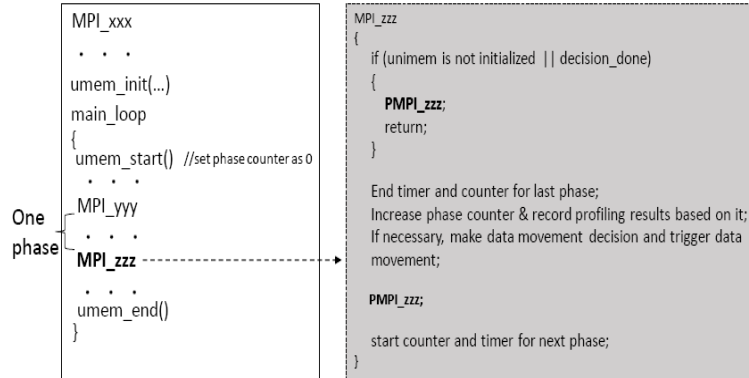 MPI_xxx
. . .
umem_init(...)
main_loop
{
umem_start() //set phase counter as 0
. . .
MPI_yyy
One
phase
. . .
MPI_zzz
. . .
umem_end()
}
MPI_zzz
{
if (unimem is not initialized || decision_done)
{
PMPI_zzz;
return;
}
End timer and counter for last phase;
Increase phase counter & record profiling results based on it;
If necessary, make data movement decision and trigger data
movement;
PMPI_zzz;
start counter and timer for next phase;
}